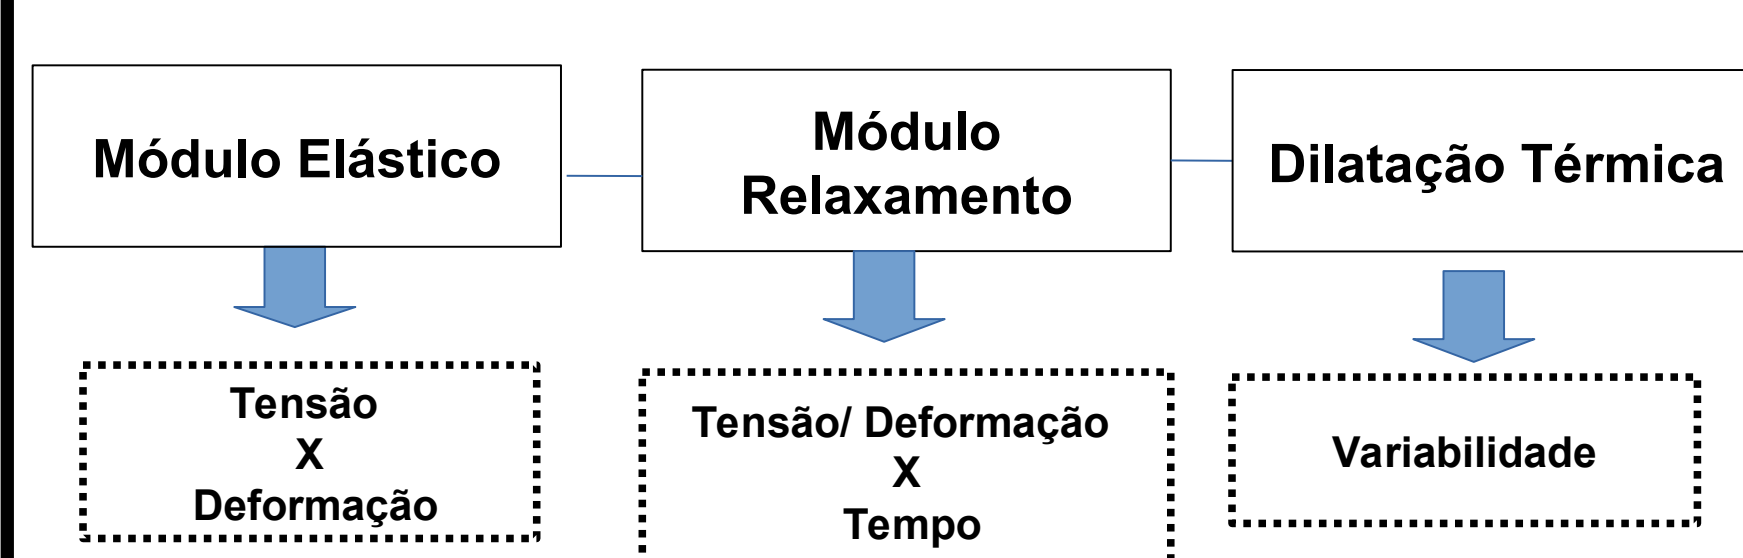 Módulo Elástico
Módulo
Relaxamento
Dilatação Térmica
Tensão
X
Deformação
Tensão/ Deformação
X
Tempo
Variabilidade